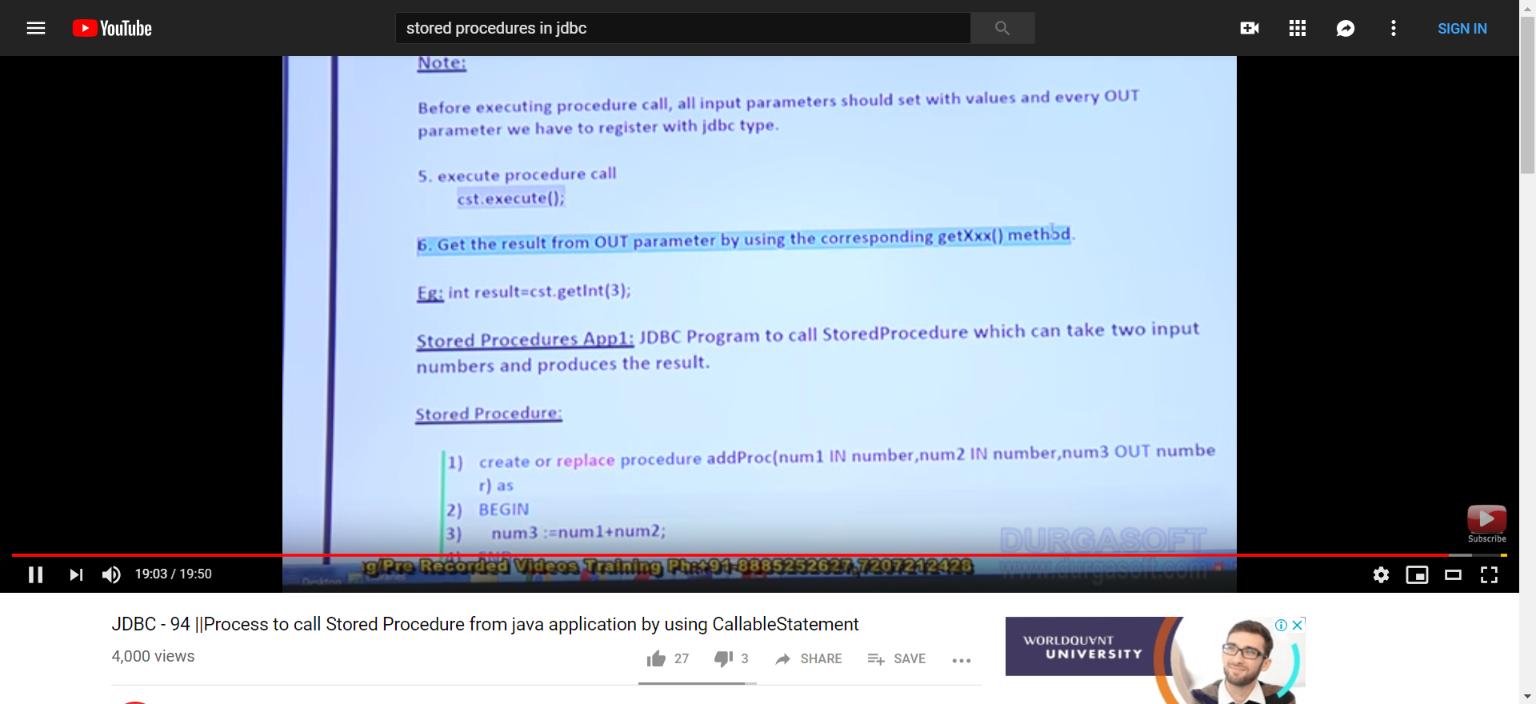 YouTube
stored procedures in jdbc
SIGN IN
Note:
Before executing procedure call, all input parameters should set with values and every OUT
parameter we have to register with jdbc type.
5. execute procedure call
cst.execute();
6. Get the result from OUT parameter by using the corresponding getXxx() method.
Eg: int result=cst.getInt(3);
Stored Procedures App1: JDBC Program to call StoredProcedure which can take two input
numbers and produces the result.
Stored Procedure:
1) create or replace procedure addProc(num1 IN number,num2 IN number,num3 OUT numbe
r) as
2) BEGIN
3) num3 :=num1+num2;
4) END
DURGASOFT
www.durgasoft.com
g/Pre Recorded Videos Training Ph:+91-8885252627,7207212428
Desktop
Subscribe
19:03 / 19:50
JDBC - 94 ||Process to call Stored Procedure from java application by using CallableStatement
4,000 views
27
3
SHARE
SAVE
WORLDQUANT
UNIVERSITY